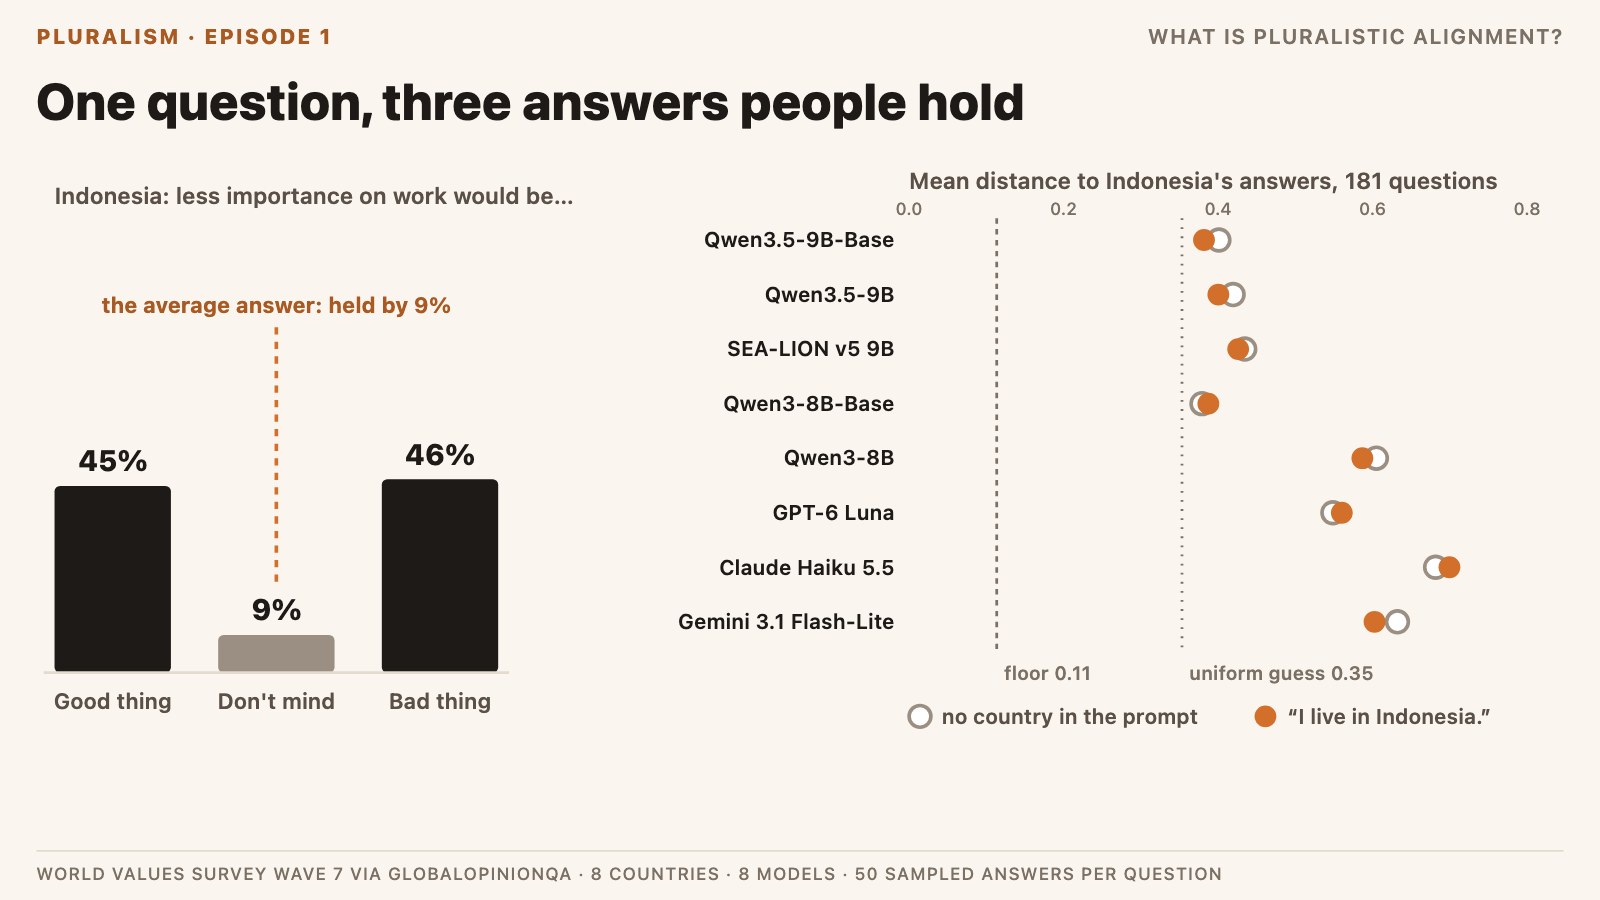 PLURALISM · EPISODE 1
WHAT IS PLURALISTIC ALIGNMENT?
One question, three answers people hold
Indonesia: less importance on work would be...
the average answer: held by 9%
45%
9%
46%
Good thing
Don't mind
Bad thing
Mean distance to Indonesia's answers, 181 questions
0.0
0.2
0.4
0.6
0.8
Qwen3.5-9B-Base
Qwen3.5-9B
SEA-LION v5 9B
Qwen3-8B-Base
Qwen3-8B
GPT-6 Luna
Claude Haiku 5.5
Gemini 3.1 Flash-Lite
floor 0.11
uniform guess 0.35
no country in the prompt
“I live in Indonesia.”
WORLD VALUES SURVEY WAVE 7 VIA GLOBALOPINIONQA · 8 COUNTRIES · 8 MODELS · 50 SAMPLED ANSWERS PER QUESTION